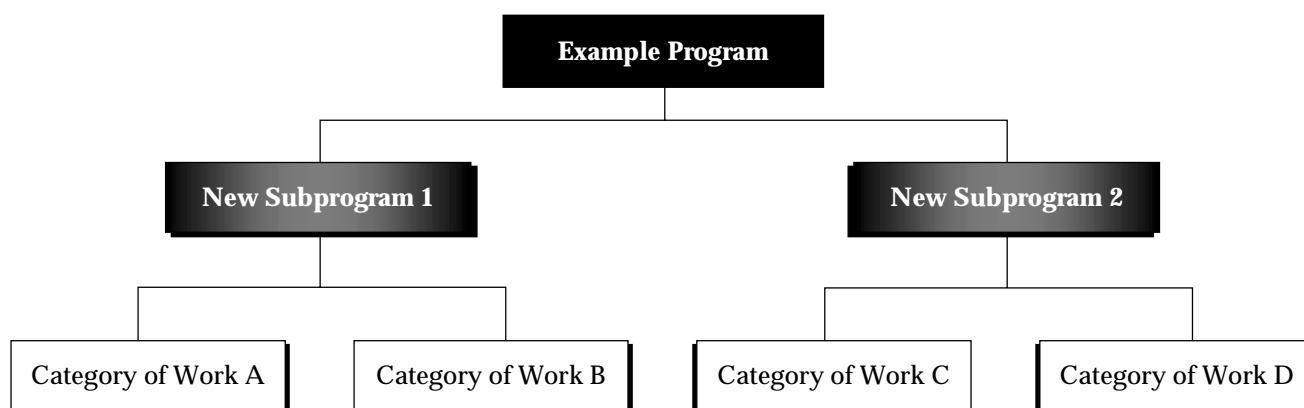 Example Program
New Subprogram 1
New Subprogram 2
Category of Work A
Category of Work B
Category of Work C
Category of Work D